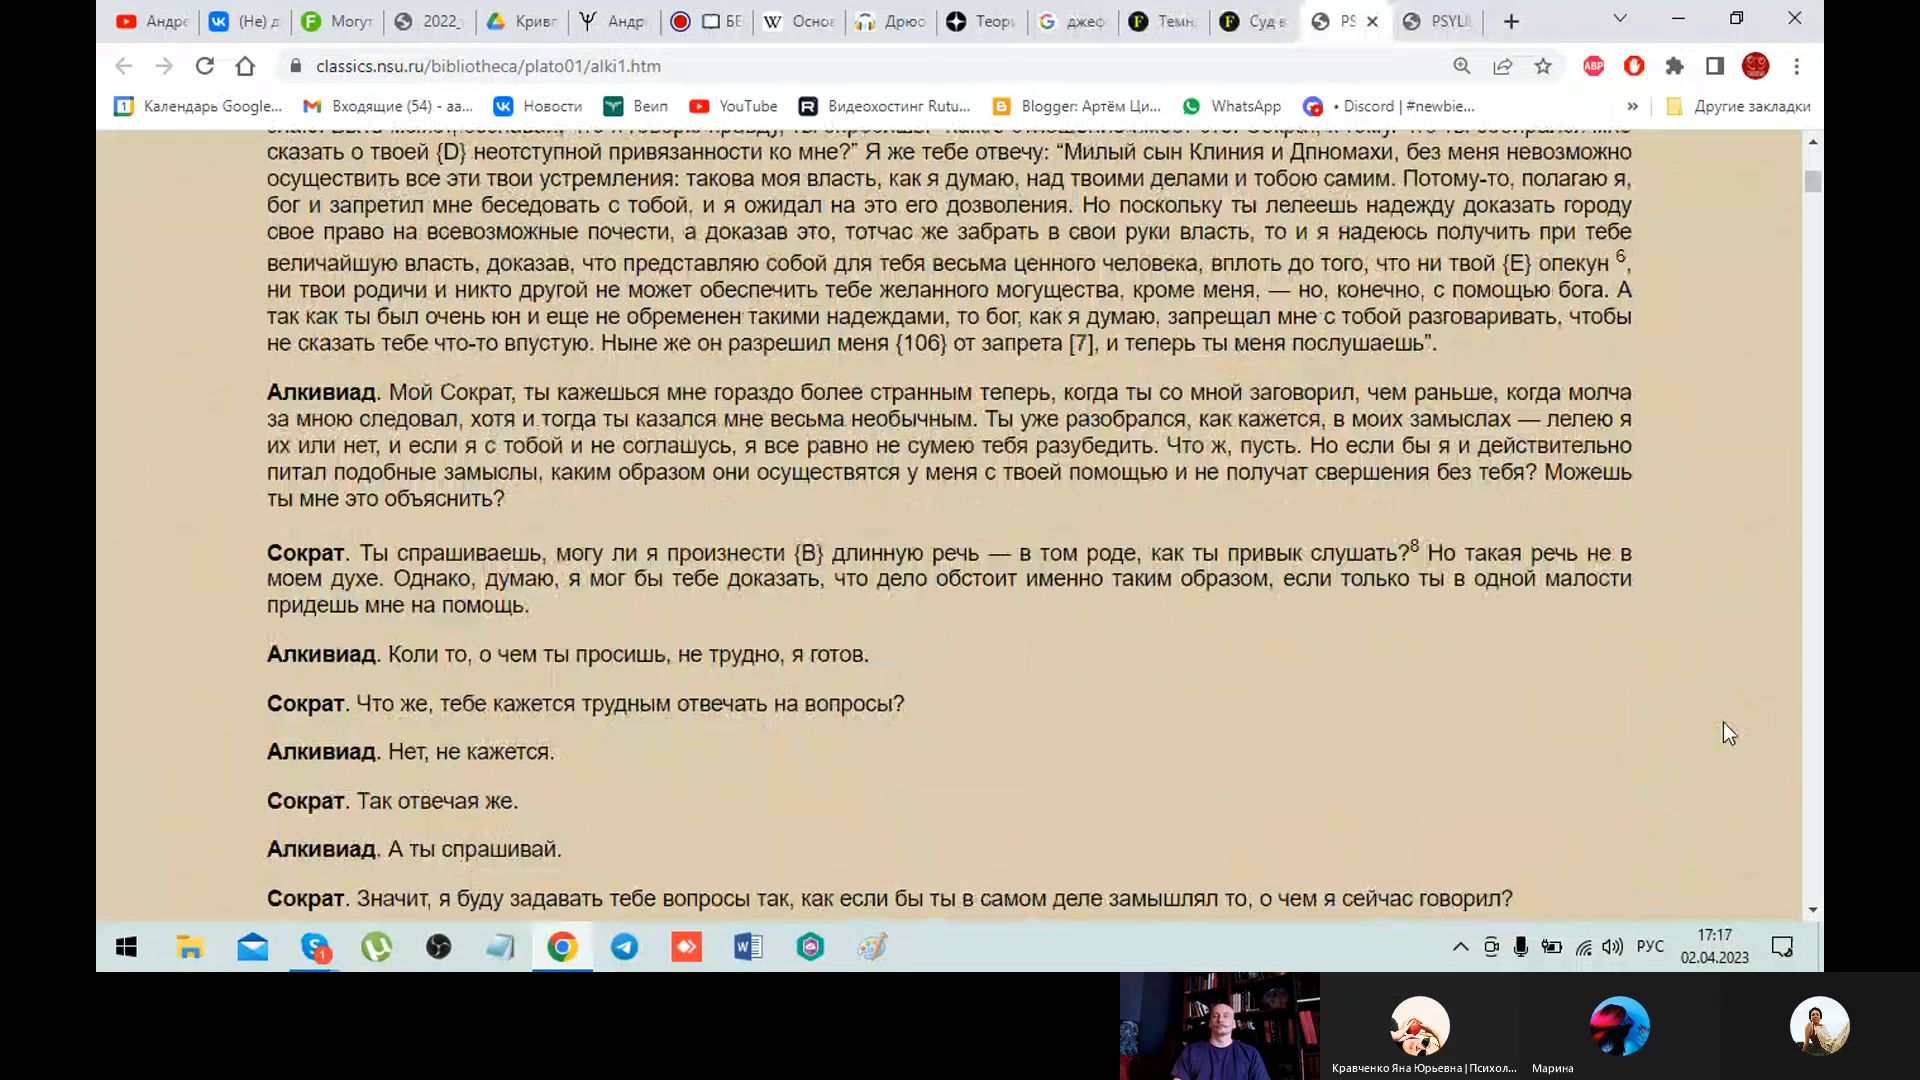 Андре
(Не) д
Могут
2022_
Кривг
Андр
БЕ
Осно
Дрюо
Теори
джеф
Темн.
Суд в
PS
PSYLI
classics.nsu.ru/bibliotheca/plato01/alki1.htm
ABP
Календарь Google...
Входящие (54) - aa...
Новости
Веип
YouTube
Видеохостинг Rutu...
Blogger: Артём Ци...
WhatsApp
• Discord | #newbie...
»
Другие закладки
сказать о твоей {D} неотступной привязанности ко мне?” Я же тебе отвечу: “Милый сын Клиния и Дпномахи, без меня невозможно
осуществить все эти твои устремления: такова моя власть, как я думаю, над твоими делами и тобою самим. Потому-то, полагаю я,
бог и запретил мне беседовать с тобой, и я ожидал на это его дозволения. Но поскольку ты лелеешь надежду доказать городу
свое право на всевозможные почести, а доказав это, тотчас же забрать в свои руки власть, то и я надеюсь получить при тебе
величайшую власть, доказав, что представляю собой для тебя весьма ценного человека, вплоть до того, что ни твой {E} опекун 6,
ни твои родичи и никто другой не может обеспечить тебе желанного могущества, кроме меня, — но, конечно, с помощью бога. А
так как ты был очень юн и еще не обременен такими надеждами, то бог, как я думаю, запрещал мне с тобой разговаривать, чтобы
не сказать тебе что-то впустую. Ныне же он разрешил меня {106} от запрета [7], и теперь ты меня послушаешь”.
Алкивиад. Мой Сократ, ты кажешься мне гораздо более странным теперь, когда ты со мной заговорил, чем раньше, когда молча
за мною следовал, хотя и тогда ты казался мне весьма необычным. Ты уже разобрался, как кажется, в моих замыслах — лелею я
их или нет, и если я с тобой и не соглашусь, я все равно не сумею тебя разубедить. Что ж, пусть. Но если бы я и действительно
питал подобные замыслы, каким образом они осуществятся у меня с твоей помощью и не получат свершения без тебя? Можешь
ты мне это объяснить?
Сократ. Ты спрашиваешь, могу ли я произнести {B} длинную речь — в том роде, как ты привык слушать?8 Но такая речь не в
моем духе. Однако, думаю, я мог бы тебе доказать, что дело обстоит именно таким образом, если только ты в одной малости
придешь мне на помощь.
Алкивиад. Коли то, о чем ты просишь, не трудно, я готов.
Сократ. Что же, тебе кажется трудным отвечать на вопросы?
Алкивиад. Нет, не кажется.
Сократ. Так отвечая же.
Алкивиад. А ты спрашивай.
Сократ. Значит, я буду задавать тебе вопросы так, как если бы ты в самом деле замышлял то, о чем я сейчас говорил?
1
РУС
17:17
02.04.2023
Кравченко Яна Юрьевна|Психол...
Марина